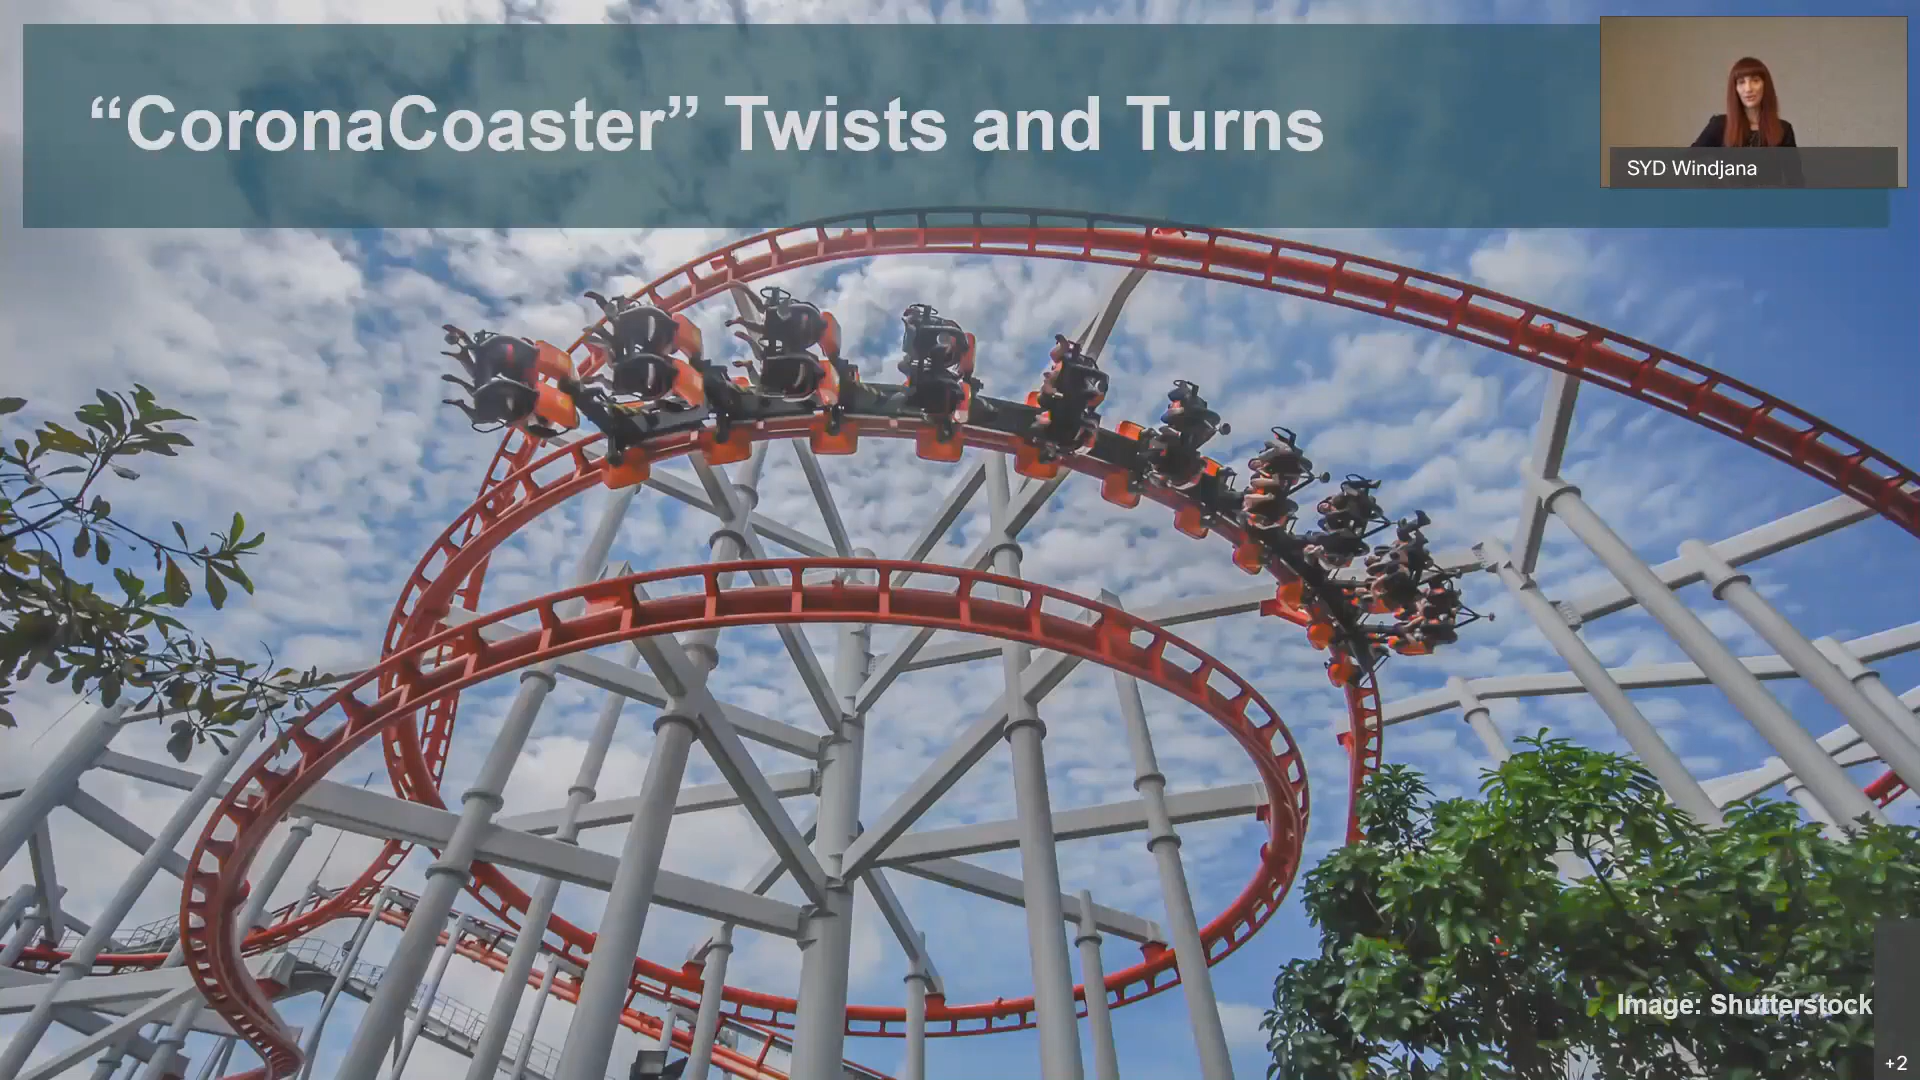 “CoronaCoaster” Twists and Turns
SYD Windjana
Image: Shutterstock
+2